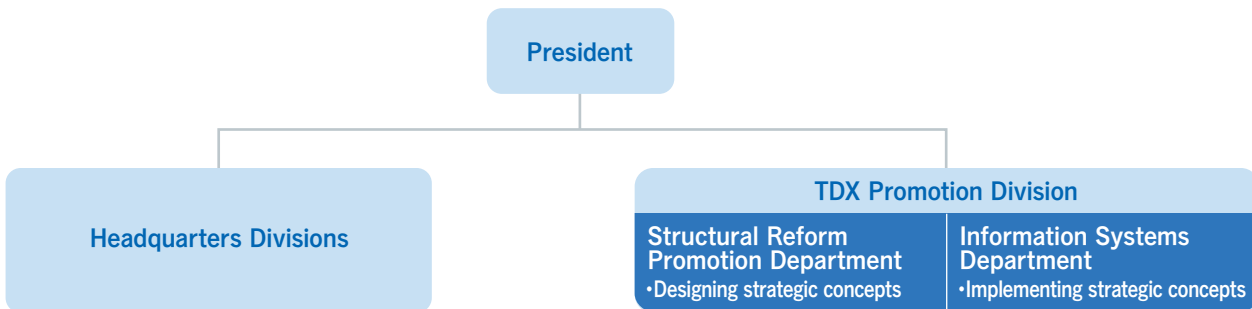 President
Headquarters Divisions
TDX Promotion Division
Structural Reform
Promotion Department
•Designing strategic concepts
Information Systems
Department
•Implementing strategic concepts